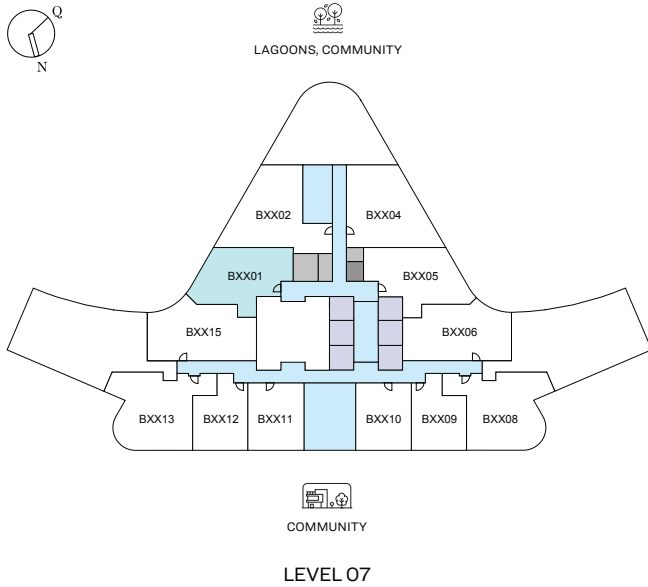 Q
N
LAGOONS, COMMUNITY
BXX02
BXX04
BXX01
BXX05
BXX15
BXX06
BXX13
BXX12
BXX11
BXX10
BXX09
BXX08
COMMUNITY
LEVEL 07